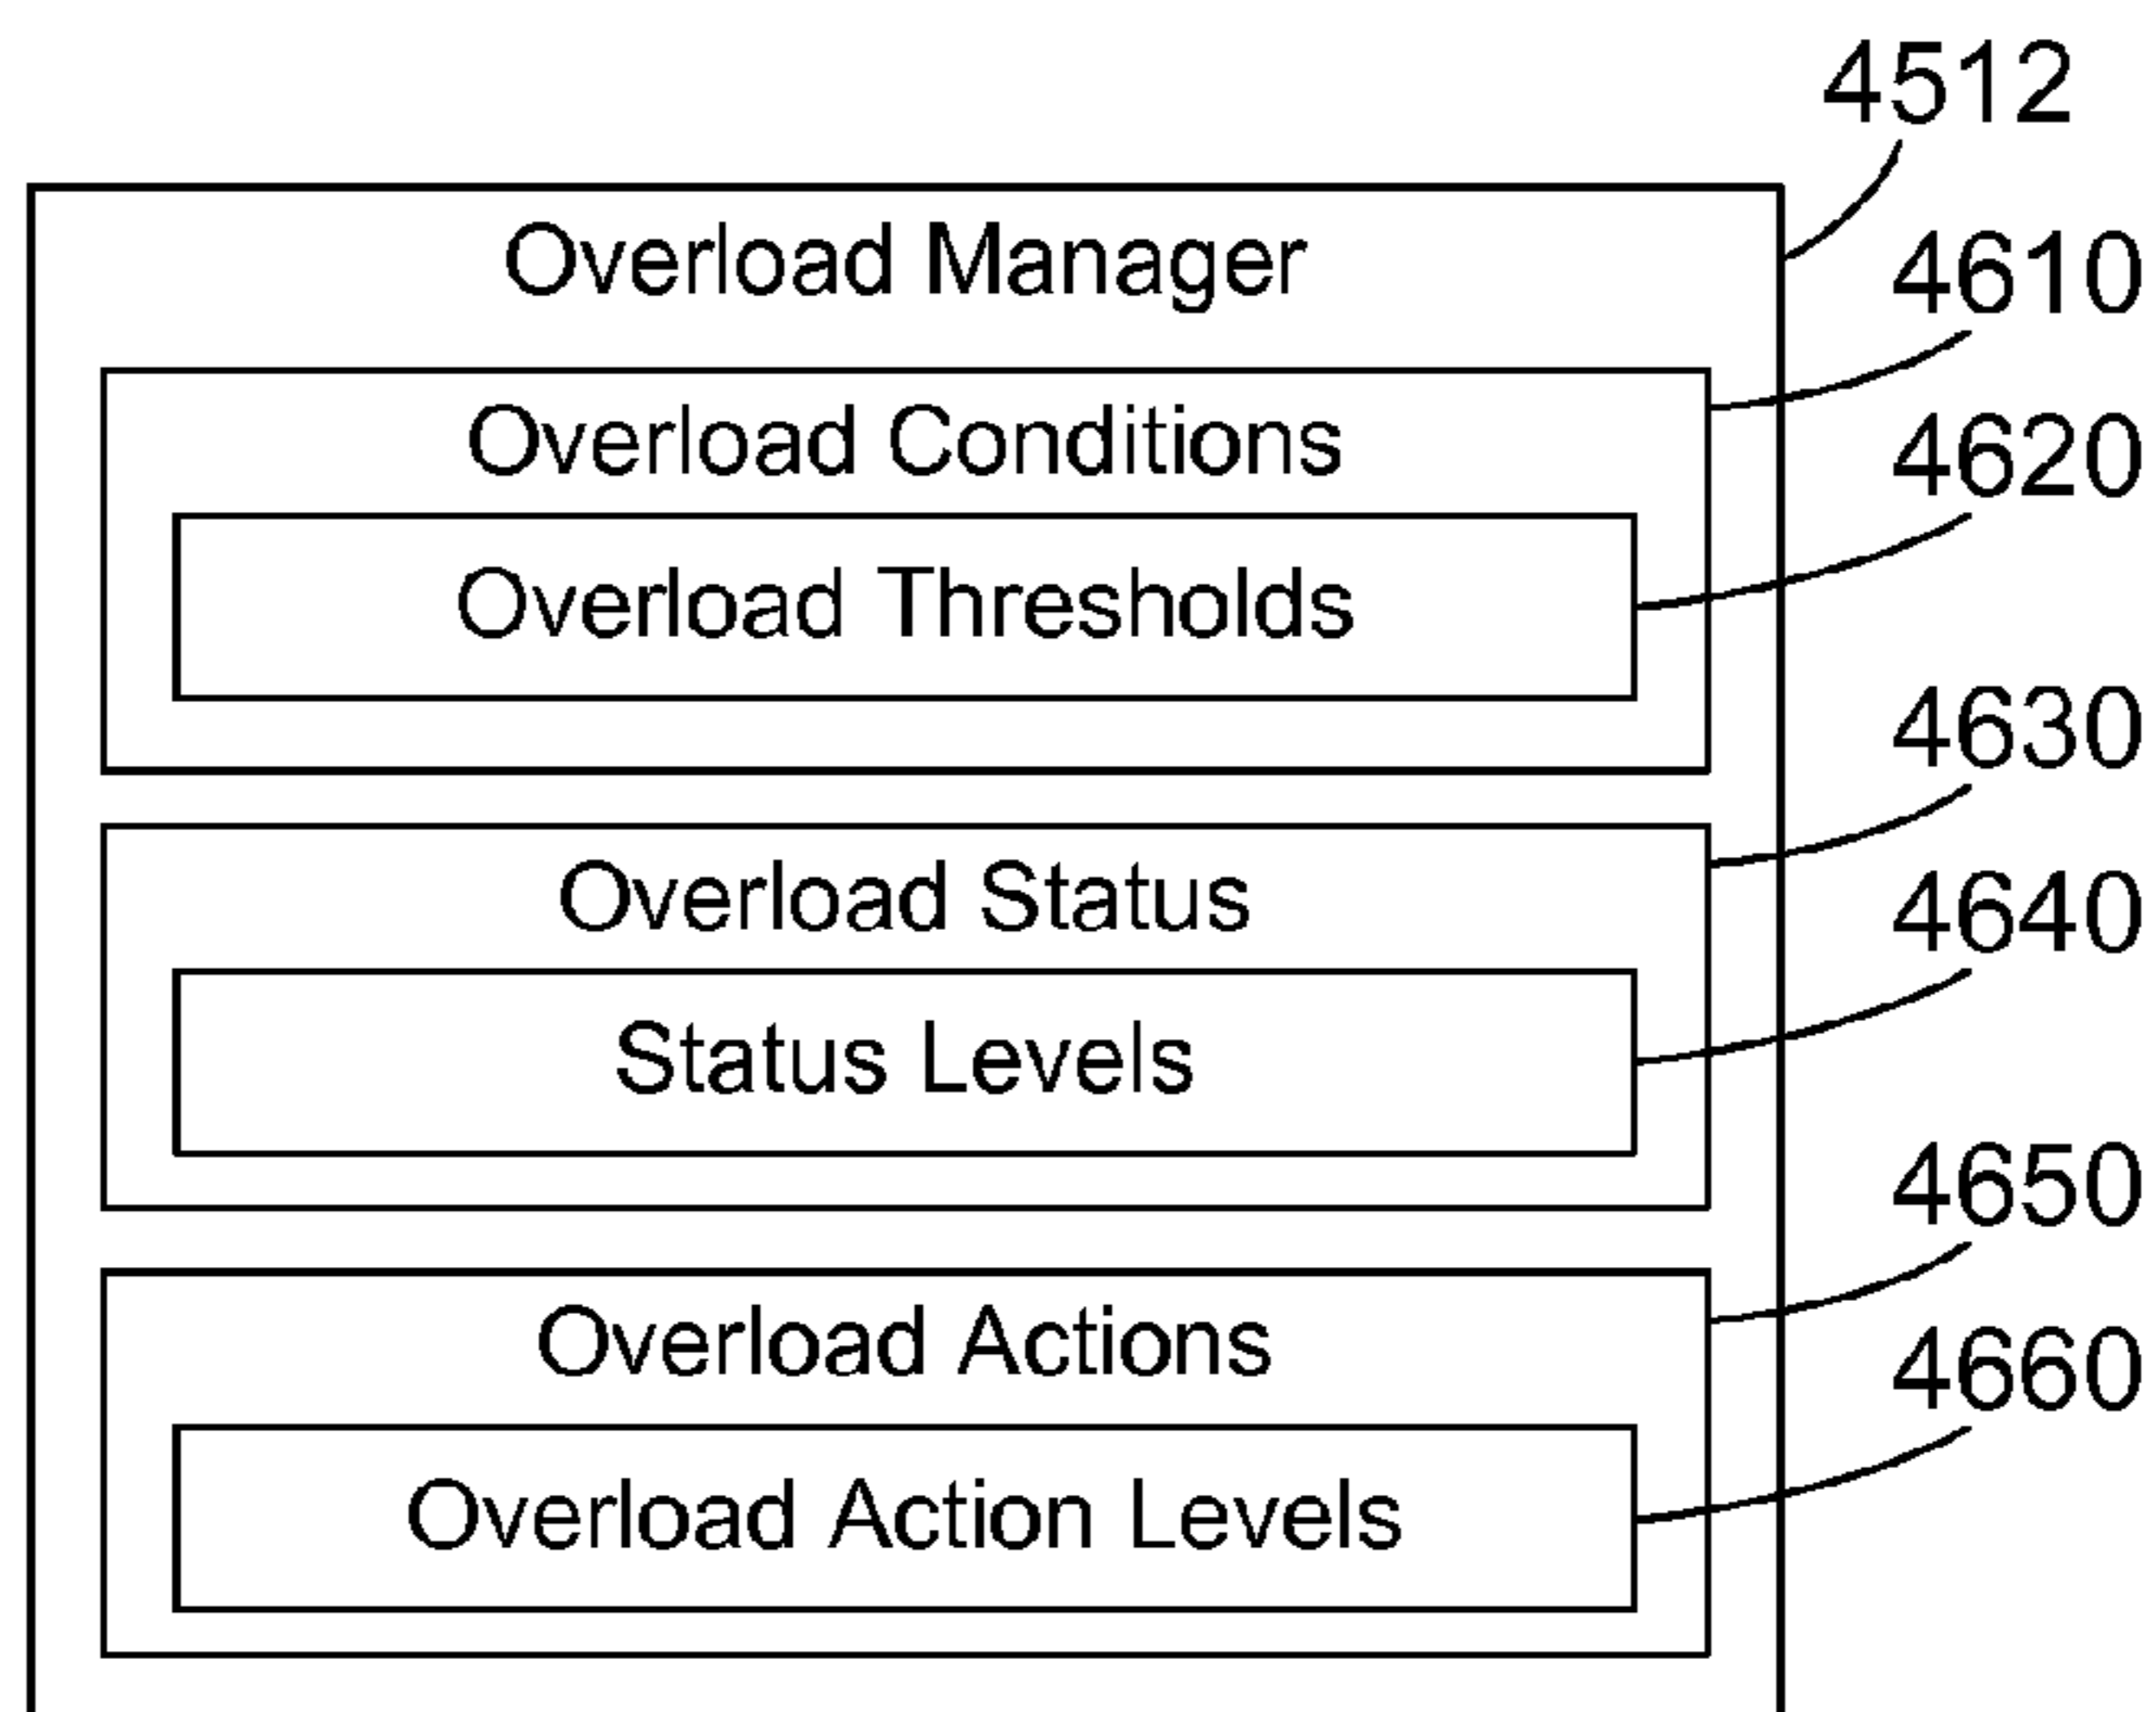 4512
Overload Manager
4610
Overload Conditions
4620
Overload Thresholds
4630
Overload Status
4640
Status Levels
4650
Overload Actions
4660
Overload Action Levels